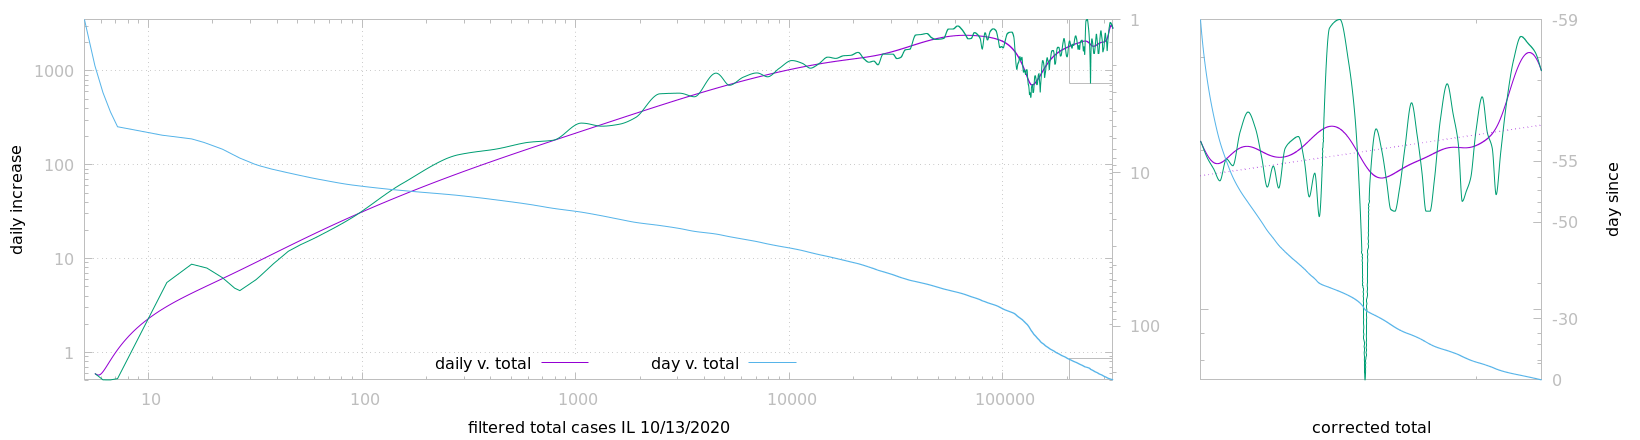 daily increase
1000
100
10
1
daily v. total
day v. total
1
10
100
10
100
1000
10000
100000
filtered total cases IL 10/13/2020
-59
-55
-50
-30
0
day since
corrected total